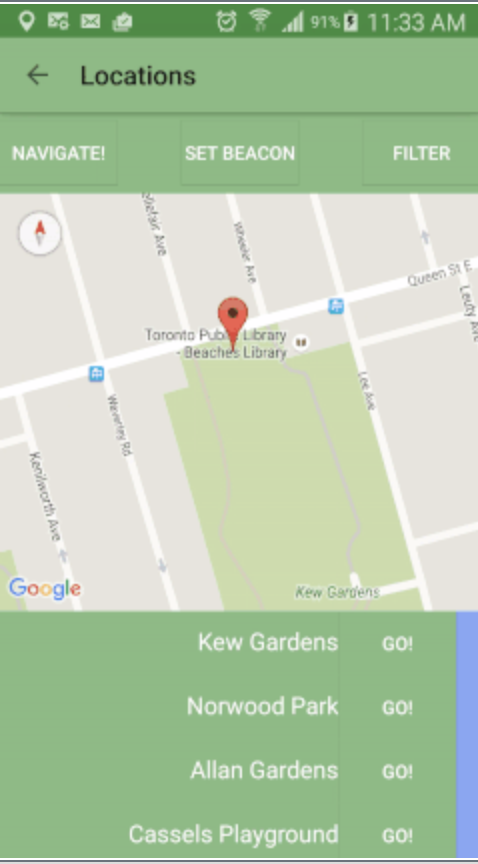 91% 11:33 AM
Locations
NAVIGATE! SET BEACON FILTER
Wheeler Ave
Queen St E
Leuty Ave
Toronto Public Library
- Beaches Library
Lee Ave
Waverley Rd
Kenilworth Ave
Google
Kew Gardens
Kew Gardens GO!
Norwood Park GO!
Allan Gardens GO!
Cassels Playground GO!